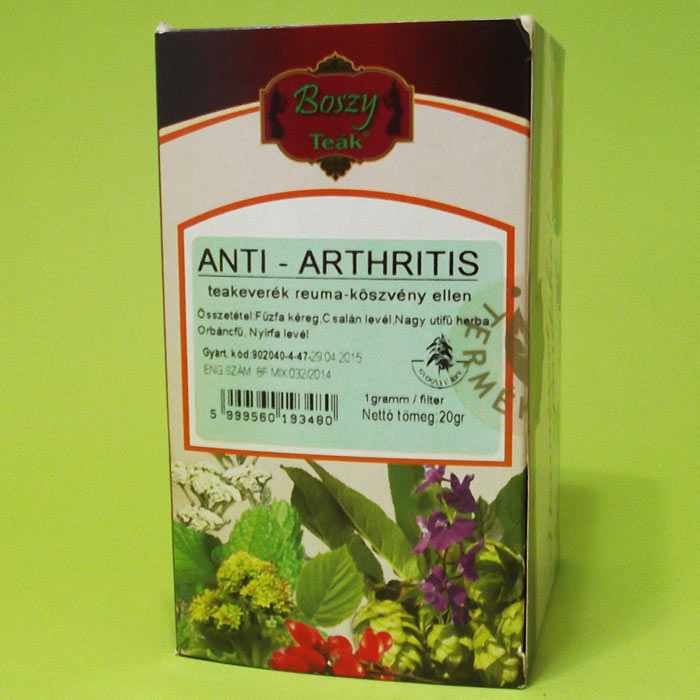 Boszy
Teák®
ANTI - ARTHRITIS
teakeverék reuma-köszvény ellen
Összetétel:Fűzfa kéreg,Csalán levél,Nagy utifű herba
Orbáncfű, Nyírfa levél
Gyárt. kód:902040-4-47-29 04 2015
ENG.SZÁM. BF MIX 032/2014
1gramm / filter
5 999560 193480
Nettó tömeg:20gr
TERMÉ